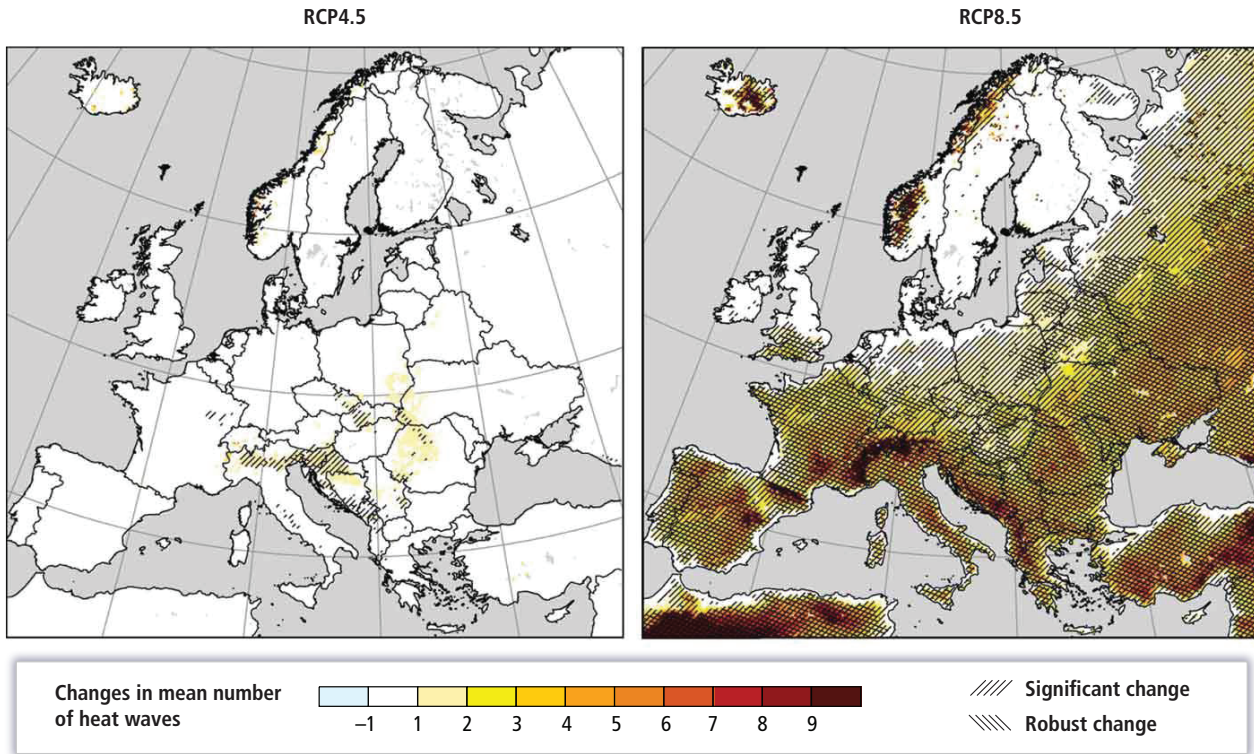 RCP4.5
RCP8.5
Changes in mean number
of heat waves
–1 1 2 3 4 5 6 7 8 9
Significant change
Robust change